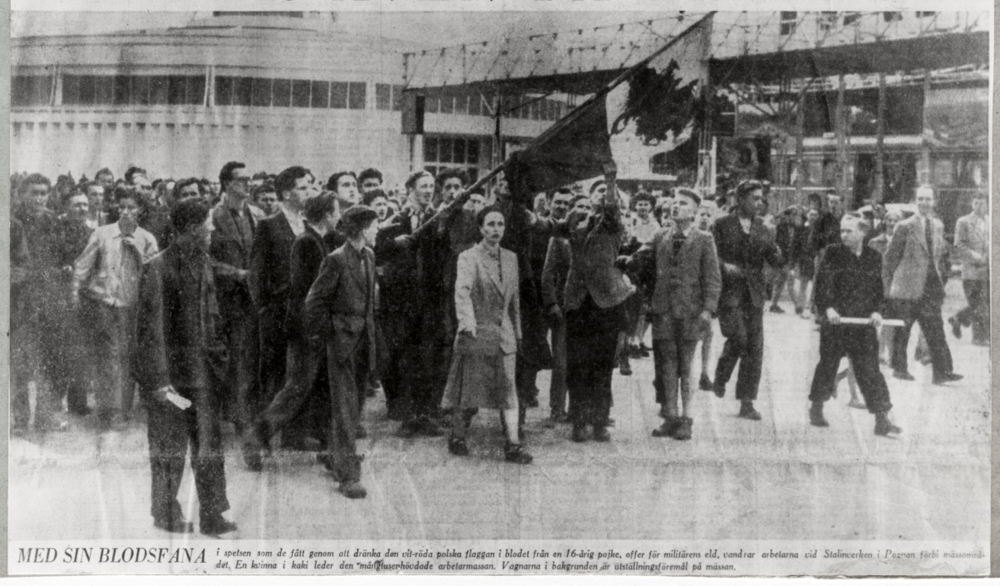 MED SIN BLODSFANA i spetsen som de fått genom att dränka den vit-röda polska flaggan i blodet från en 16-årig pojke, offer för militärens eld, vandrar arbetarna vid Stalinverken i Poznan förbi mässområ-
det. En kvinna i kaki leder den "mångtusenhövdade arbetarmassan. Vagnarna i bakgrunden är utställningsföremål på mässan.